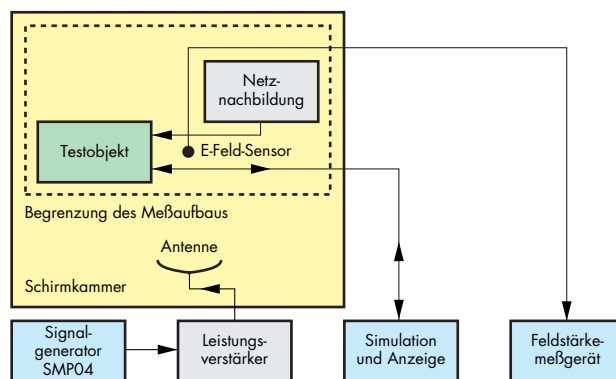 Netz-
nachbildung
Testobjekt
E-Feld-Sensor
Begrenzung des Meßaufbaus
Antenne
Schirmkammer
Signal-
generator
SMP04
Leistungs-
verstärker
Simulation
und Anzeige
Feldstärke-
meßgerät